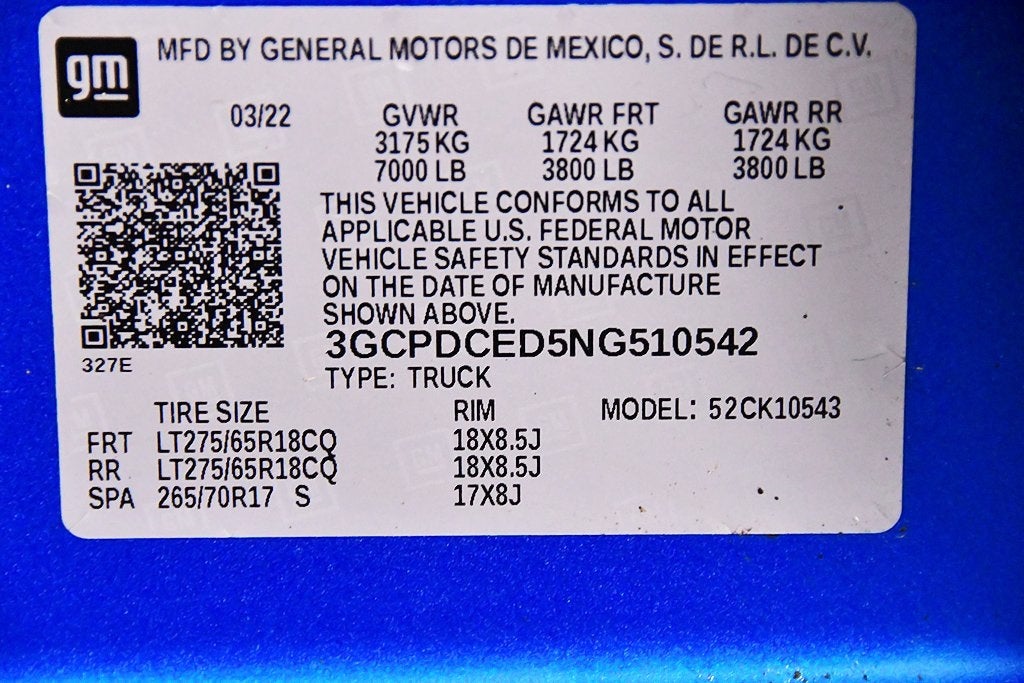 gm
MFD BY GENERAL MOTORS DE MEXICO, S. DE R.L. DE C.V.
03/22 GVWR GAWR FRT GAWR RR
3175 KG 1724 KG 1724 KG
7000 LB 3800 LB 3800 LB
THIS VEHICLE CONFORMS TO ALL
APPLICABLE U.S. FEDERAL MOTOR
VEHICLE SAFETY STANDARDS IN EFFECT
ON THE DATE OF MANUFACTURE
SHOWN ABOVE.
3GCPDCED5NG510542
327E
TYPE: TRUCK
TIRE SIZE RIM MODEL: 52CK10543
FRT LT275/65R18CQ 18X8.5J
RR LT275/65R18CQ 18X8.5J
SPA 265/70R17 S 17X8J